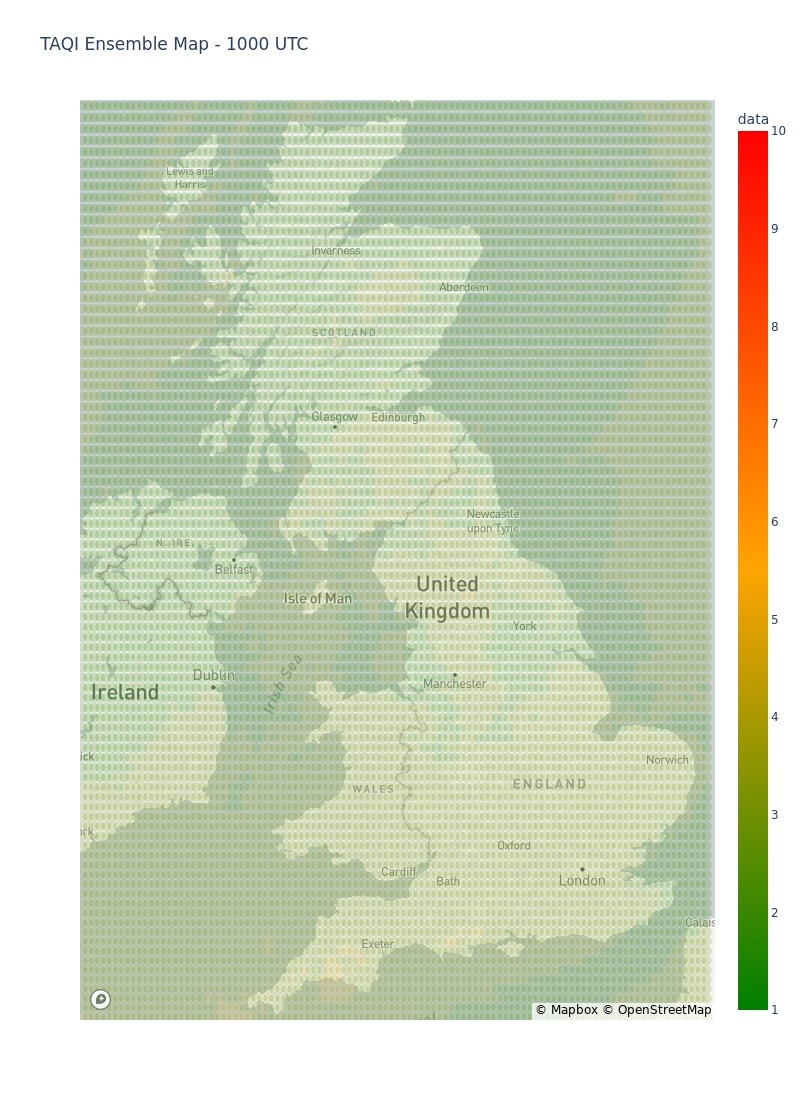 TAQI Ensemble Map - 1000 UTC
data
10
9
8
7
6
5
4
3
2
1
Lewis and
Harris
Inverness
Aberdeen
SCOTLAND
Glasgow
Edinburgh
Newcastle
upon Tyne
N. IRE.
Belfast
Isle of Man
United
Kingdom
York
Dublin
Manchester
Ireland
Irish Sea
ick
Norwich
WALES
ENGLAND
ork
Oxford
Cardiff
Bath
London
Calais
Exeter
© Mapbox © OpenStreetMap